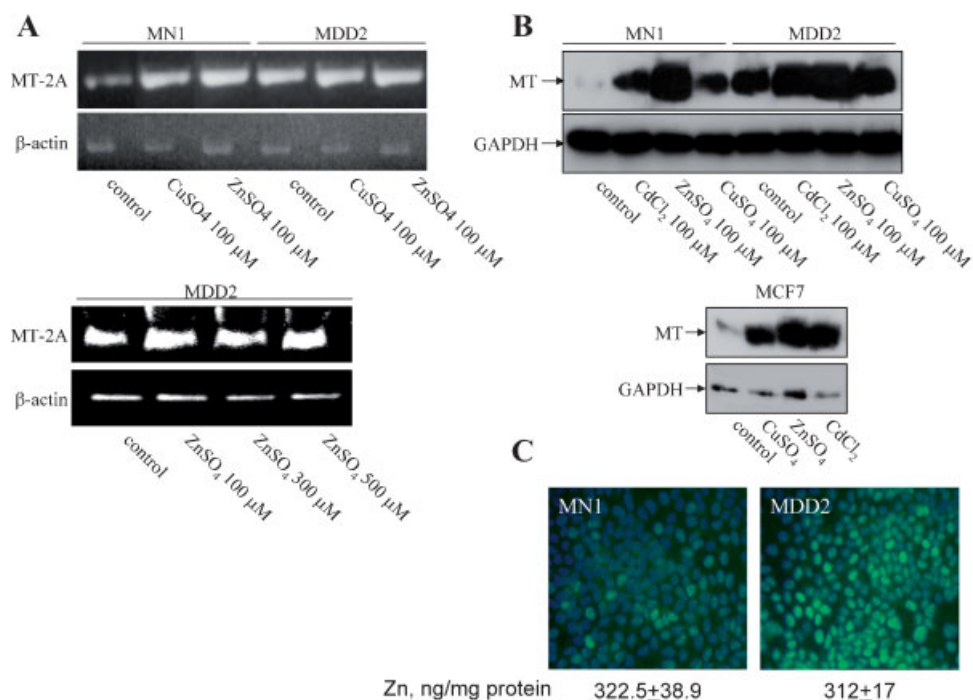 A
MN1 MDD2
MT-2A
β-actin
control CuSO4 100 μM ZnSO4 100 μM control CuSO4 100 μM ZnSO4 100 μM
MDD2
MT-2A
β-actin
control ZnSO₄ 100 μM ZnSO₄ 300 μM ZnSO₄ 500 μM
B
MN1 MDD2
MT
GAPDH
control CdCl₂ 100 μM ZnSO₄ 100 μM CuSO₄ 100 μM control CdCl₂ 100 μM ZnSO₄ 100 μM CuSO₄ 100 μM
MCF7
MT
GAPDH
control CuSO₄ ZnSO₄ CdCl₂
C
MN1 MDD2
Zn, ng/mg protein 322.5±38.9 312±17